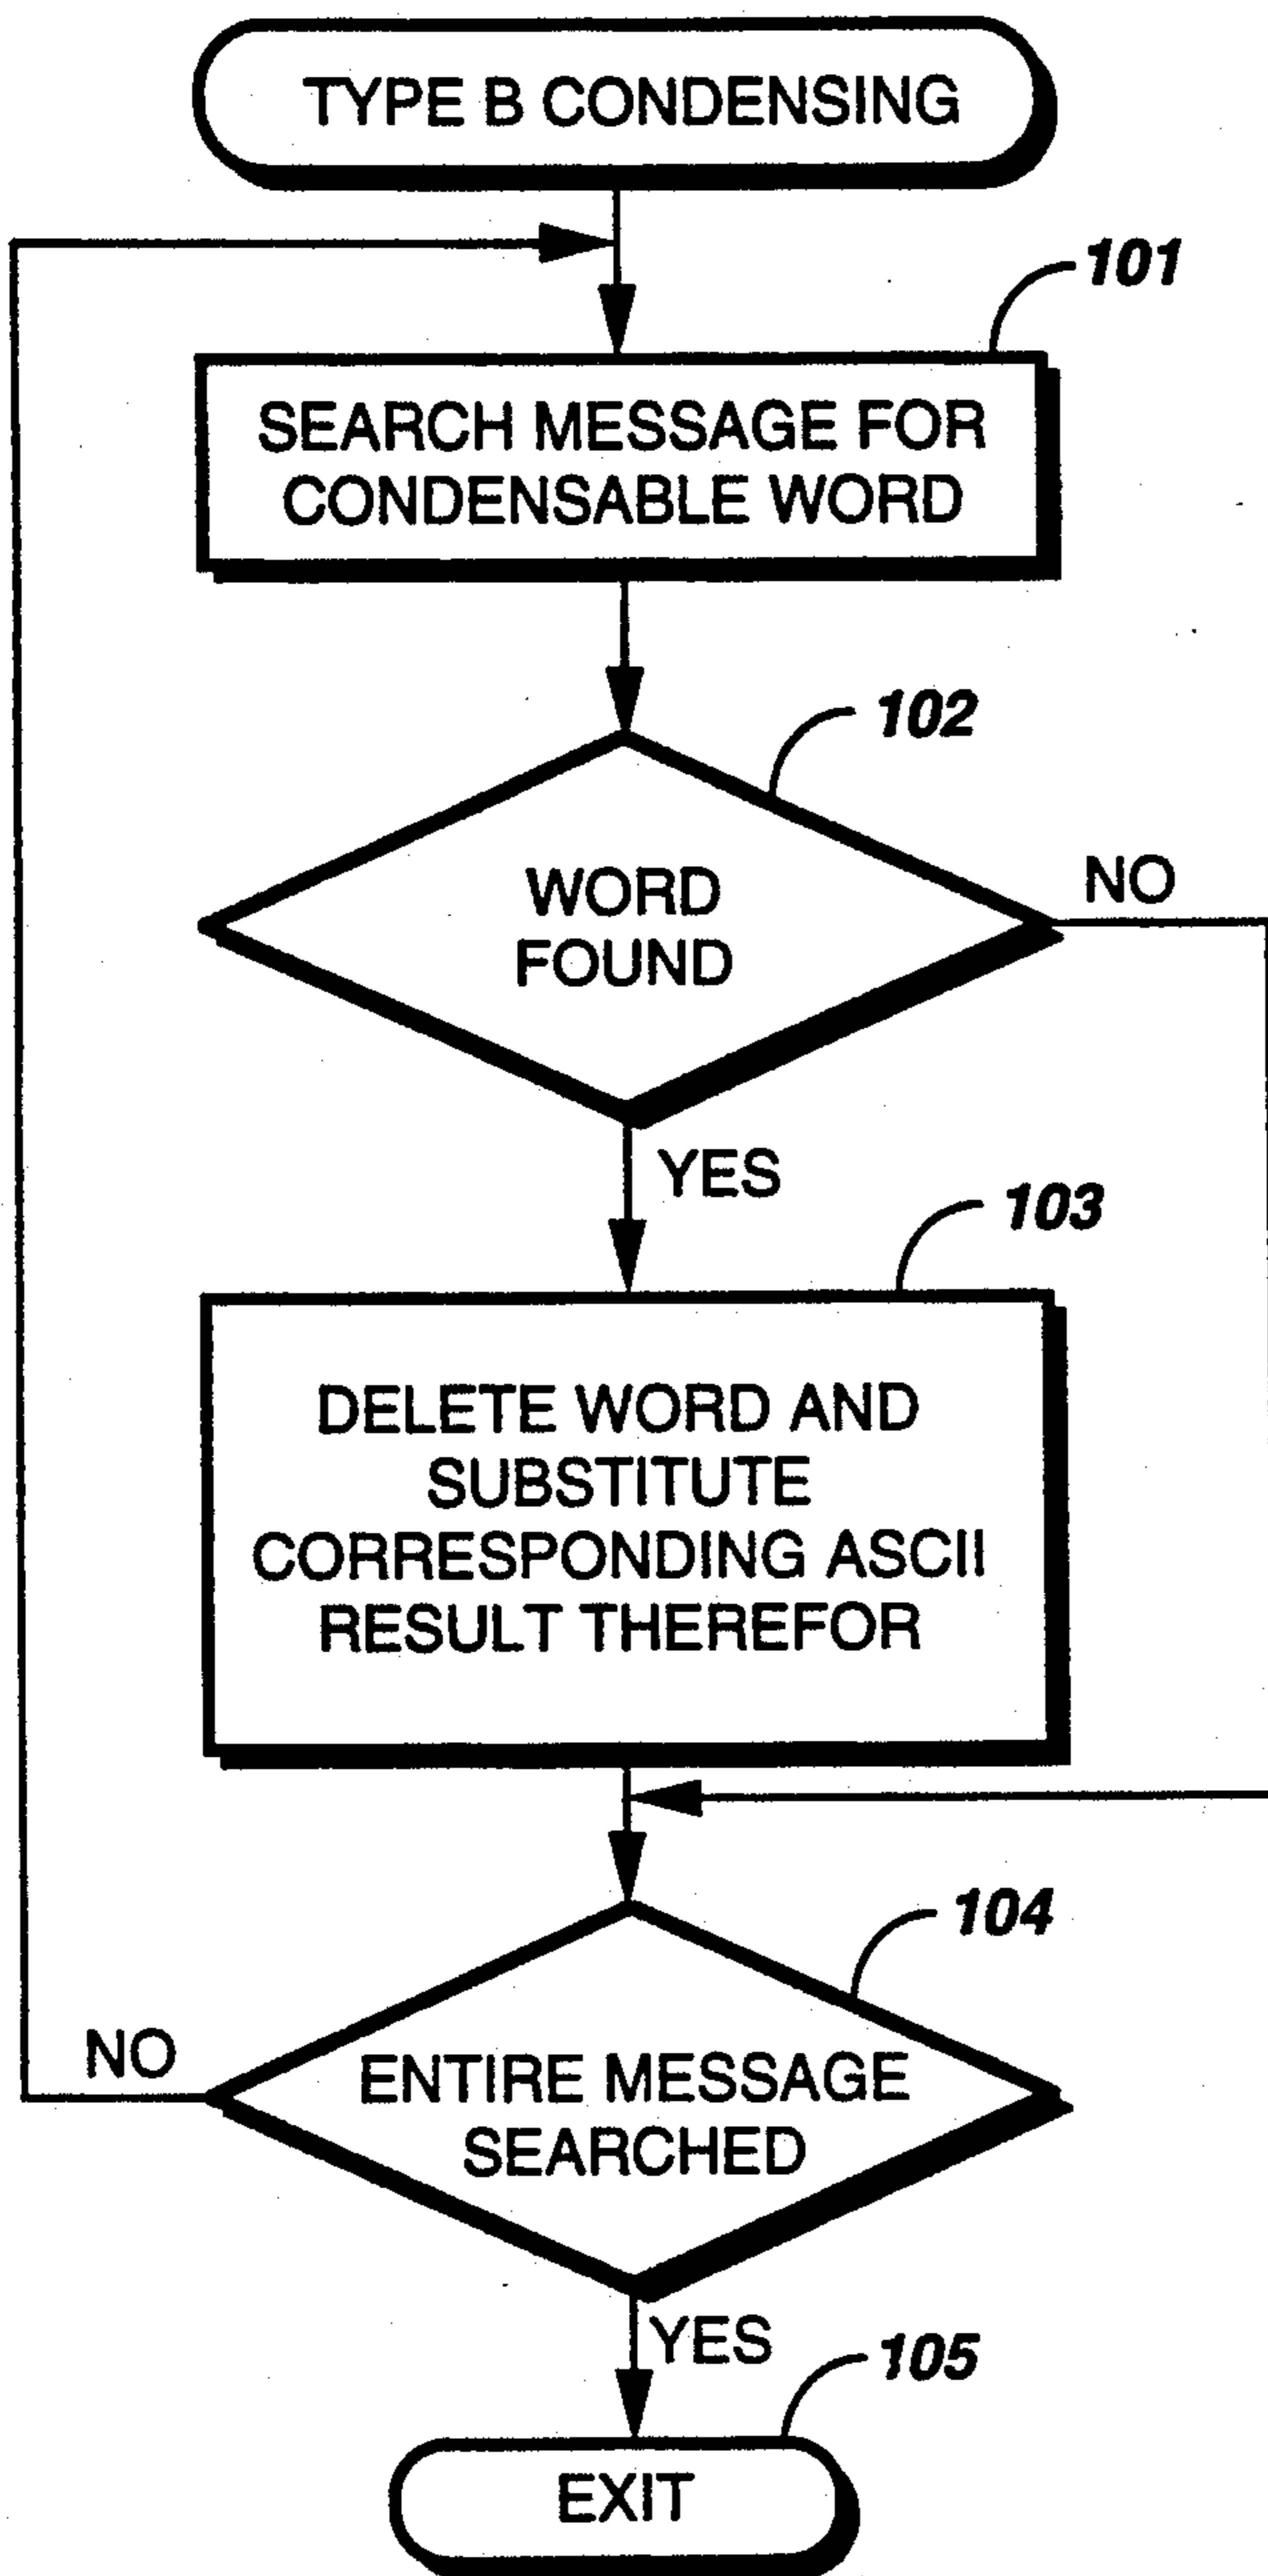 TYPE B CONDENSING
101
SEARCH MESSAGE FOR
CONDENSABLE WORD
102
WORD
FOUND
NO
YES
103
DELETE WORD AND
SUBSTITUTE
CORRESPONDING ASCII
RESULT THEREFOR
104
ENTIRE MESSAGE
SEARCHED
NO
YES
105
EXIT